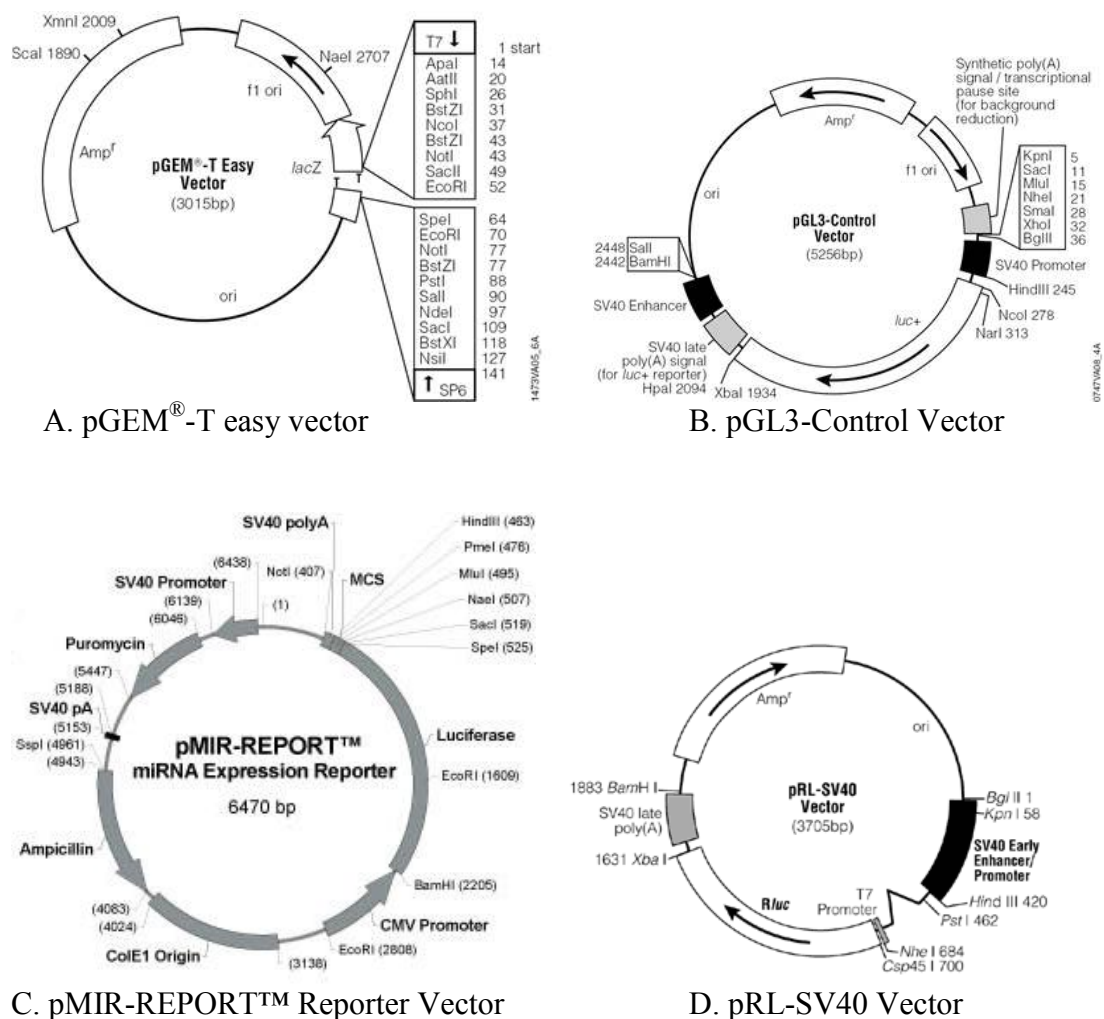 XmnI 2009
ScaI 1890
NaeI 2707
f1 ori
Amp^r
pGEM®-T Easy
Vector
(3015bp)
lacZ
ori
T7 ↓
1 start
ApaI 14
AatII 20
SphI 26
BstZI 31
NcoI 37
BstZI 43
NotI 43
SacII 49
EcoRI 52
SpeI 64
EcoRI 70
NotI 77
BstZI 77
PstI 88
SalI 90
NdeI 97
SacI 109
BstXI 118
NsiI 127
141
↑ SP6
1473VA05_6A
A. pGEM®-T easy vector
Synthetic poly(A)
signal / transcriptional
pause site
(for background
reduction)
Amp^r
f1 ori
ori
KpnI 5
SacI 11
MluI 15
NheI 21
SmaI 28
XhoI 32
BglII 36
pGL3-Control
Vector
(5256bp)
2448 SalI
2442 BamHI
SV40 Promoter
HindIII 245
NcoI 278
NarI 313
SV40 Enhancer
luc+
SV40 late
poly(A) signal
(for luc+ reporter)
HpaI 2094
XbaI 1934
0747VA08_4A
B. pGL3-Control Vector
SV40 polyA
HindIII (463)
PmeI (476)
MluI (495)
NaeI (507)
SacI (519)
SpeI (525)
MCS
NotI (407)
(6438)
(1)
SV40 Promoter
(6139)
(6046)
Puromycin
(5447)
(5188)
SV40 pA
(5153)
SspI (4961)
(4943)
pMIR-REPORT™
miRNA Expression Reporter
6470 bp
Luciferase
EcoRI (1609)
Ampicillin
BamHI (2205)
CMV Promoter
EcoRI (2808)
(3138)
(4083)
(4024)
ColE1 Origin
C. pMIR-REPORT™ Reporter Vector
Amp^r
ori
pRL-SV40
Vector
(3705bp)
1883 BamH I
SV40 late
poly(A)
1631 Xba I
Bgl II 1
Kpn I 58
SV40 Early
Enhancer/
Promoter
Hind III 420
Pst I 462
T7
Promoter
Rluc
Nhe I 684
Csp45 I 700
D. pRL-SV40 Vector